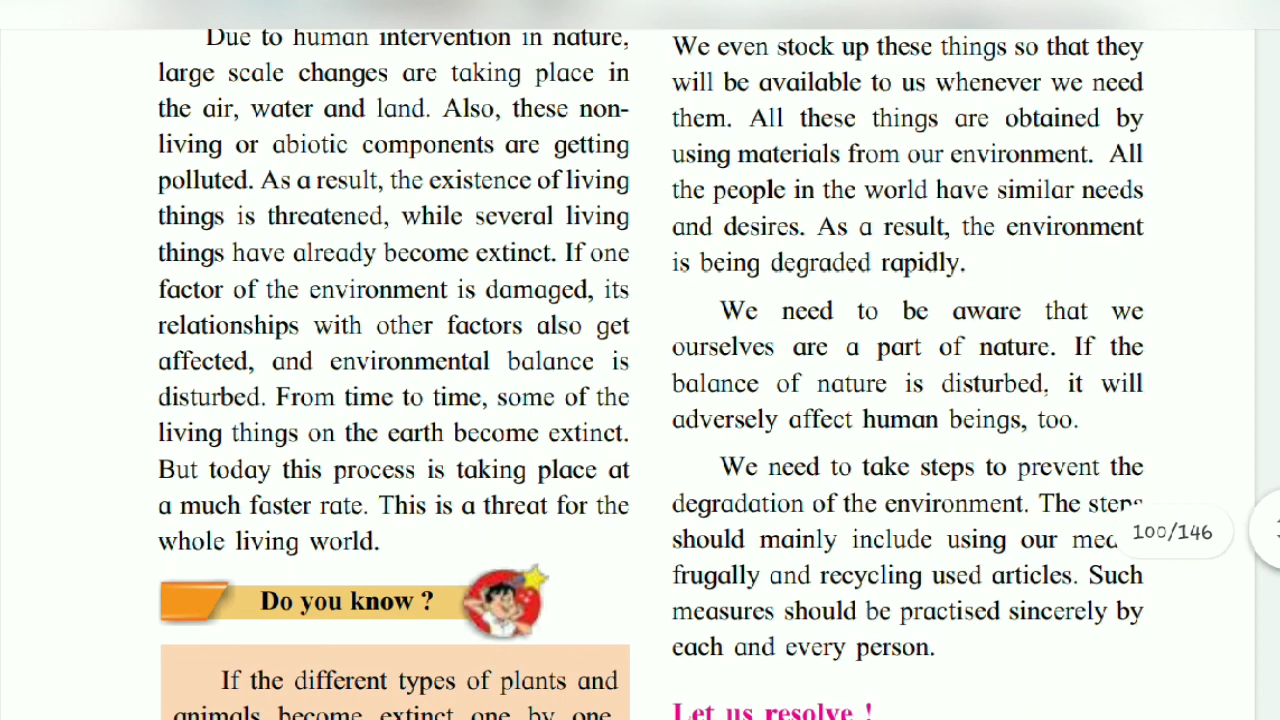 Due to human intervention in nature,
large scale changes are taking place in
the air, water and land. Also, these non-
living or abiotic components are getting
polluted. As a result, the existence of living
things is threatened, while several living
things have already become extinct. If one
factor of the environment is damaged, its
relationships with other factors also get
affected, and environmental balance is
disturbed. From time to time, some of the
living things on the earth become extinct.
But today this process is taking place at
a much faster rate. This is a threat for the
whole living world.
Do you know ?
If the different types of plants and
animals become extinct one by one,
We even stock up these things so that they
will be available to us whenever we need
them. All these things are obtained by
using materials from our environment. All
the people in the world have similar needs
and desires. As a result, the environment
is being degraded rapidly.
We need to be aware that we
ourselves are a part of nature. If the
balance of nature is disturbed, it will
adversely affect human beings, too.
We need to take steps to prevent the
degradation of the environment. The steps
should mainly include using our
frugally and recycling used articles. Such
measures should be practised sincerely by
each and every person.
Let us resolve !
100/146